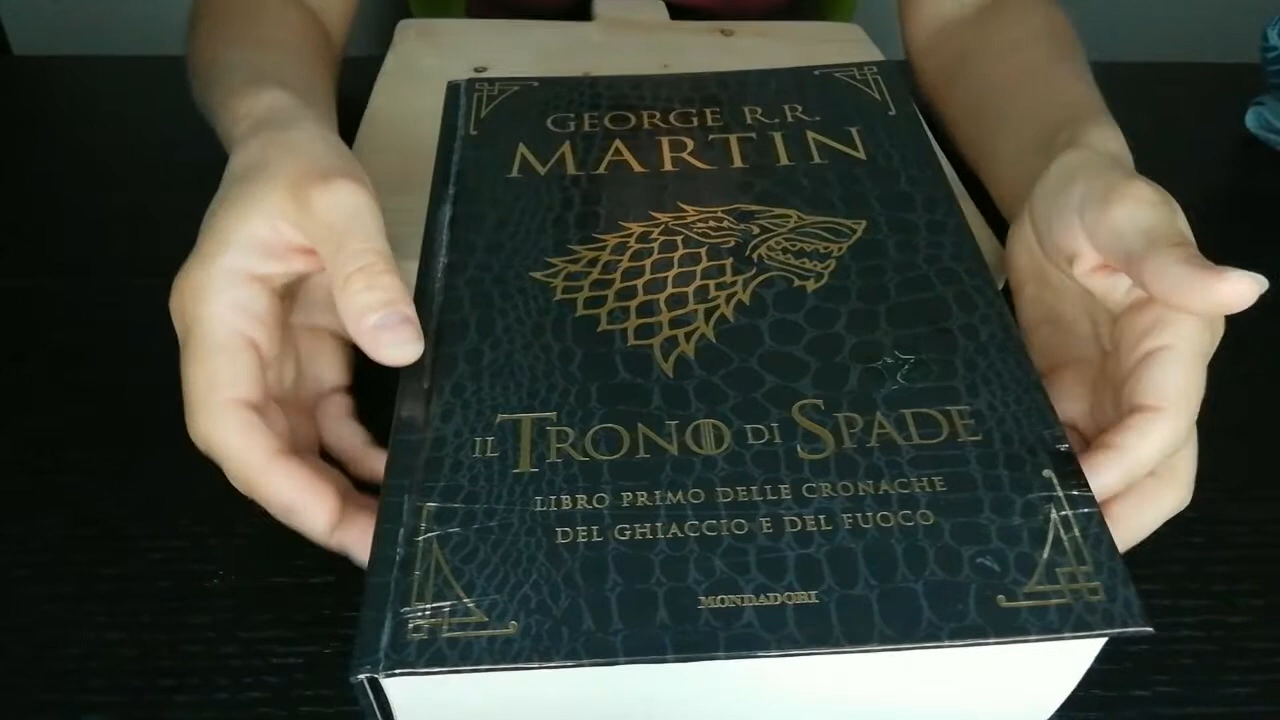 GEORGE R.R.
MARTIN
IL TRONO DI SPADE
LIBRO PRIMO DELLE CRONACHE
DEL GHIACCIO E DEL FUOCO
MONDADORI